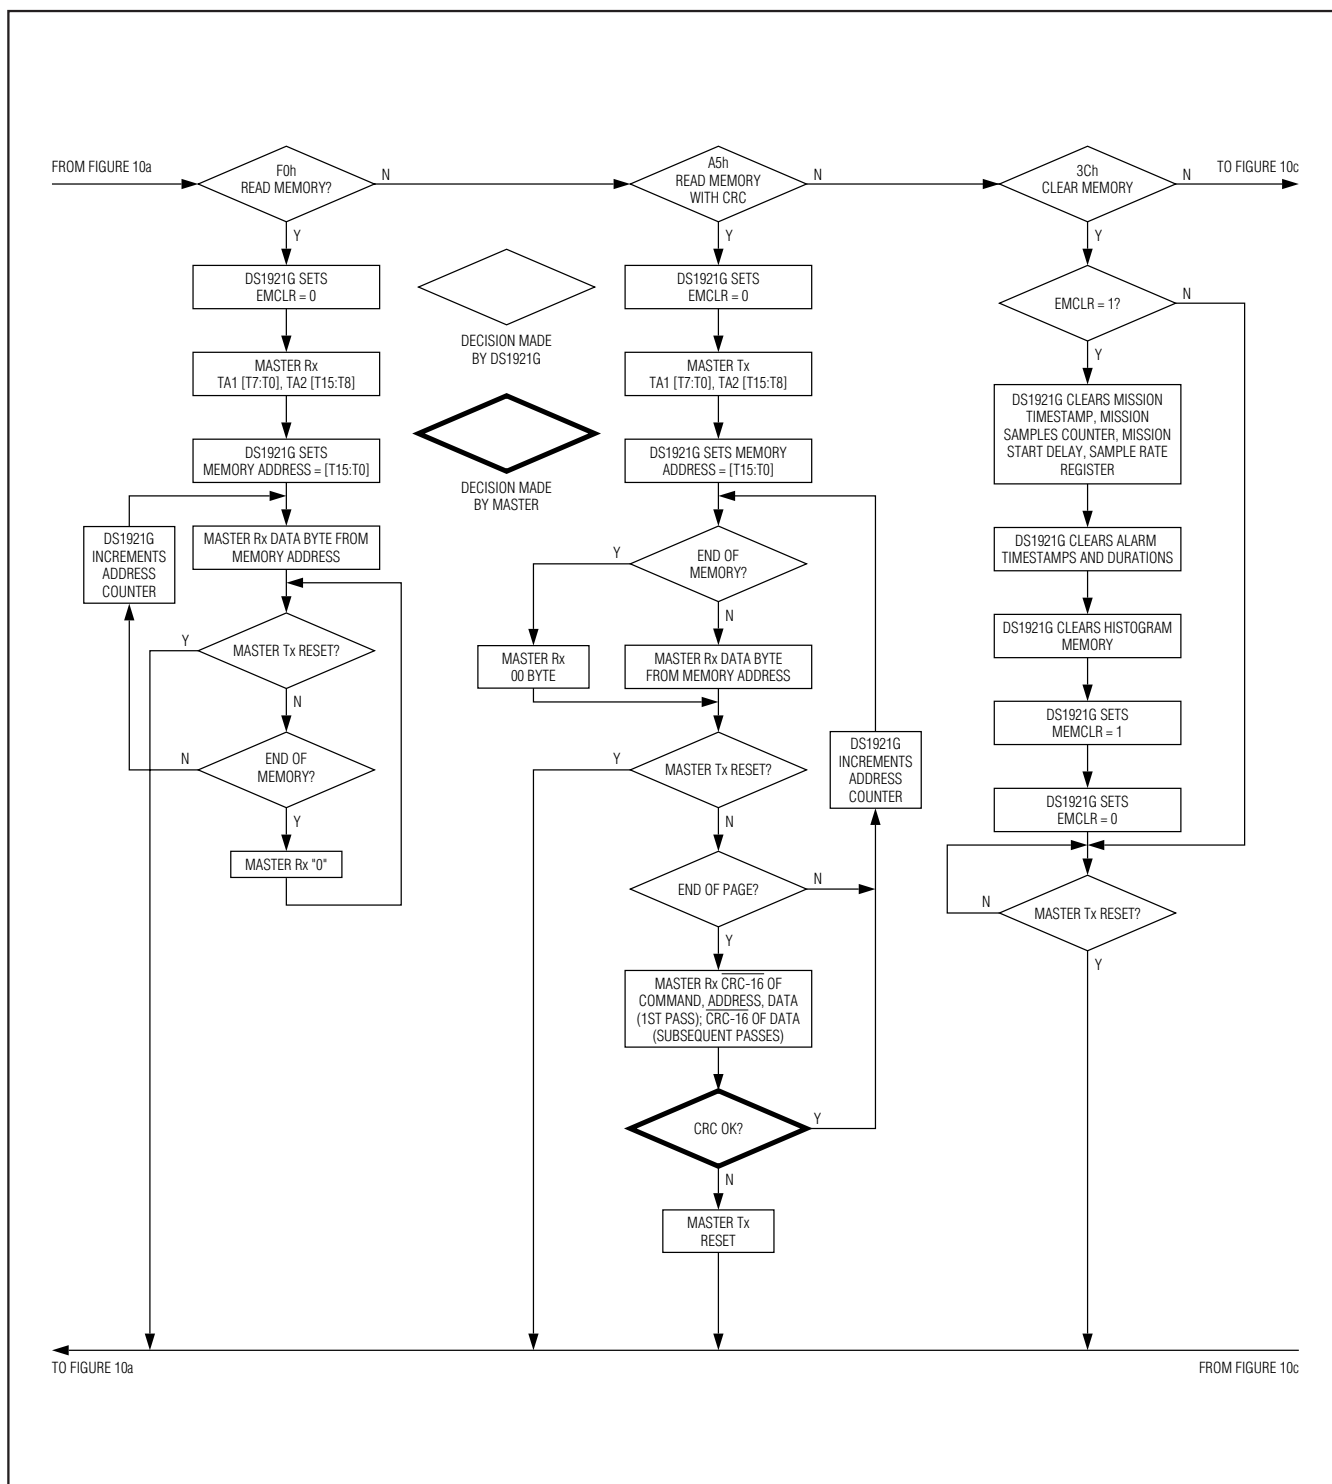 FROM FIGURE 10a
F0h
READ MEMORY?
N
Y
DS1921G SETS
EMCLR = 0
MASTER Rx
TA1 [T7:T0], TA2 [T15:T8]
DS1921G SETS
MEMORY ADDRESS = [T15:T0]
DS1921G
INCREMENTS
ADDRESS
COUNTER
MASTER Rx DATA BYTE FROM
MEMORY ADDRESS
Y
MASTER Tx RESET?
N
N
END OF
MEMORY?
Y
MASTER Rx "0"
DECISION MADE
BY DS1921G
DECISION MADE
BY MASTER
A5h
READ MEMORY
WITH CRC
N
Y
DS1921G SETS
EMCLR = 0
MASTER Tx
TA1 [T7:T0], TA2 [T15:T8]
DS1921G SETS MEMORY
ADDRESS = [T15:T0]
Y
END OF
MEMORY?
N
MASTER Rx
00 BYTE
MASTER Rx DATA BYTE
FROM MEMORY ADDRESS
Y
MASTER Tx RESET?
N
DS1921G
INCREMENTS
ADDRESS
COUNTER
END OF PAGE?
N
Y
MASTER Rx CRC-16 OF
COMMAND, ADDRESS, DATA
(1ST PASS); CRC-16 OF DATA
(SUBSEQUENT PASSES)
CRC OK?
Y
N
MASTER Tx
RESET
3Ch
CLEAR MEMORY
N
TO FIGURE 10c
Y
EMCLR = 1?
N
Y
DS1921G CLEARS MISSION
TIMESTAMP, MISSION
SAMPLES COUNTER, MISSION
START DELAY, SAMPLE RATE
REGISTER
DS1921G CLEARS ALARM
TIMESTAMPS AND DURATIONS
DS1921G CLEARS HISTOGRAM
MEMORY
DS1921G SETS
MEMCLR = 1
DS1921G SETS
EMCLR = 0
N
MASTER Tx RESET?
Y
TO FIGURE 10a
FROM FIGURE 10c